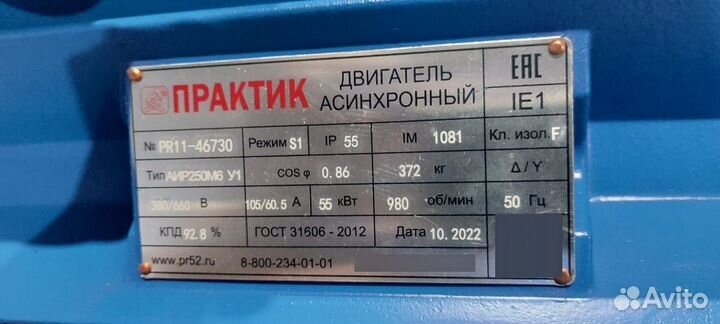 ПРАКТИК ДВИГАТЕЛЬ АСИНХРОННЫЙ EAC IE1
№ PR11-46730 Режим S1 IP 55 IM 1081 Кл. изол. F
Тип АИР250М6 У1 cos φ 0.86 372 кг Δ / Y
380/660 В 105/60.5 А 55 кВт 980 об/мин 50 Гц
КПД 92.8 % ГОСТ 31606 - 2012 Дата 10.2022
www.pr52.ru 8-800-234-01-01
Avito